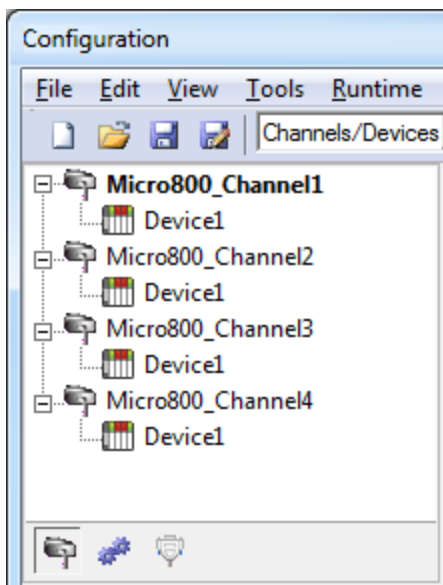 Configuration
File Edit View Tools Runtime
Channels/Devices
Micro800_Channel1
Device1
Micro800_Channel2
Device1
Micro800_Channel3
Device1
Micro800_Channel4
Device1